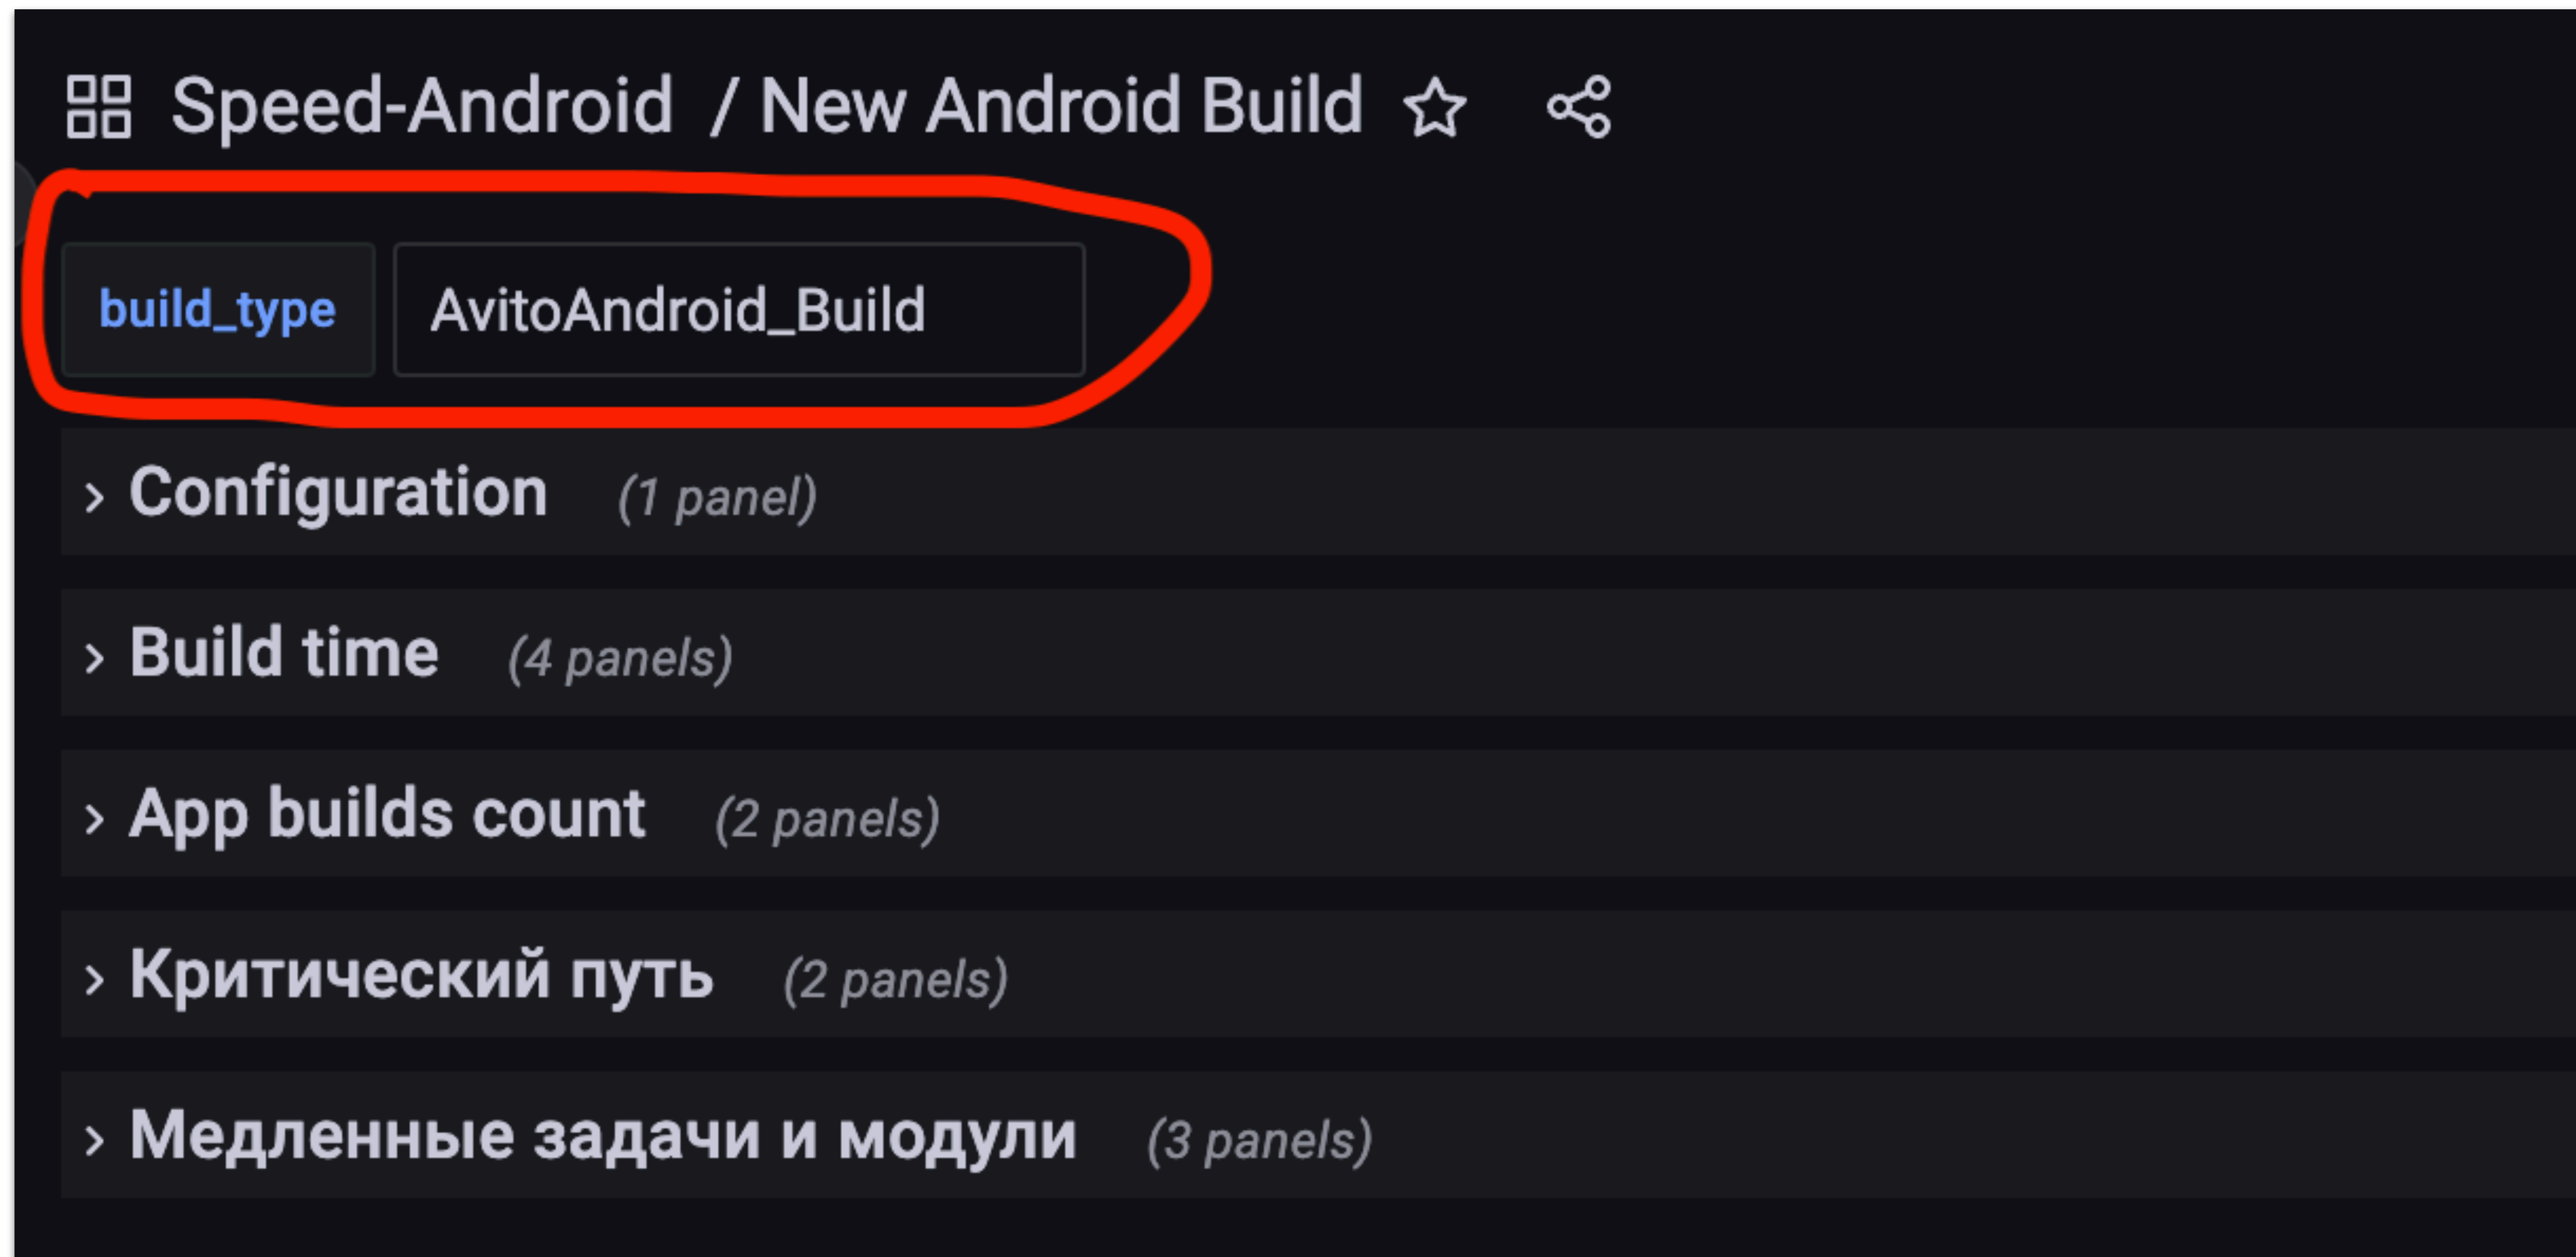 Speed-Android / New Android Build
build_type AvitoAndroid_Build
Configuration (1 panel)
Build time (4 panels)
App builds count (2 panels)
Критический путь (2 panels)
Медленные задачи и модули (3 panels)